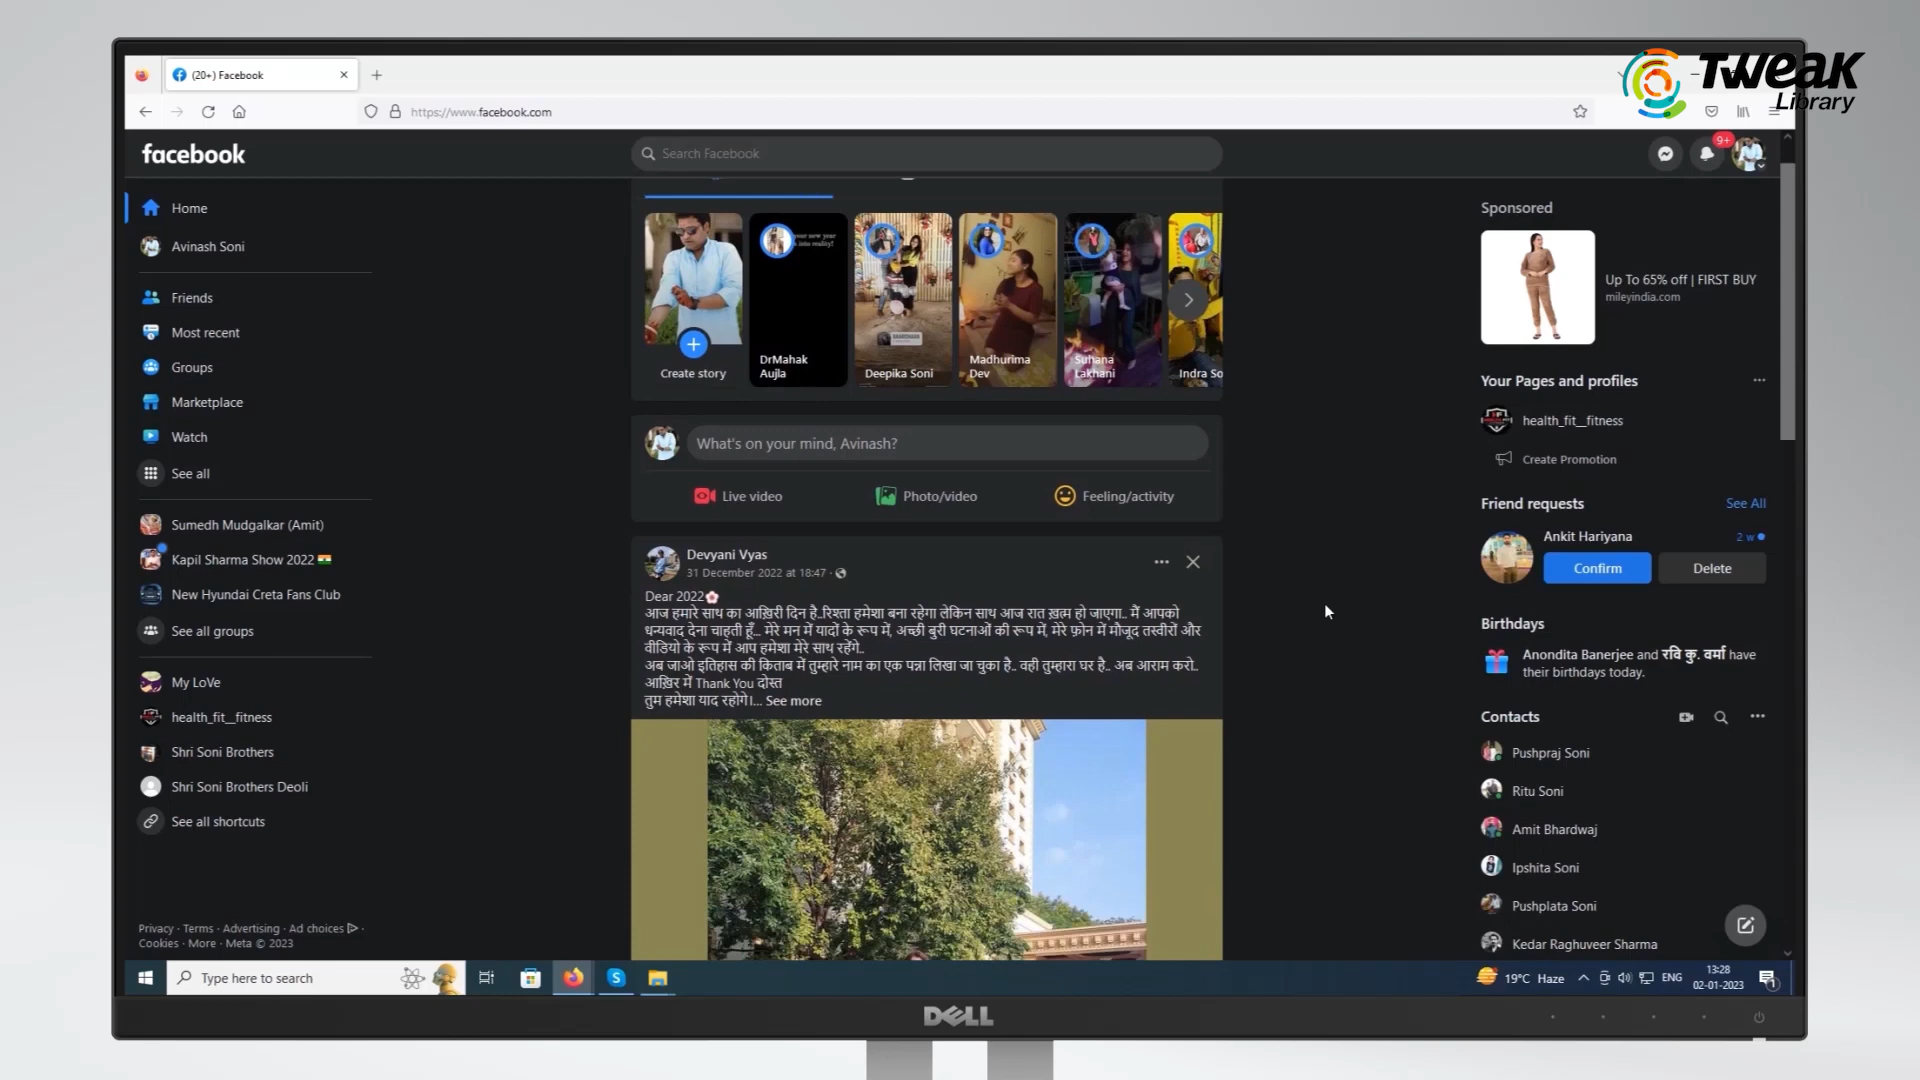 (20+) Facebook
TWEAK
Library
https://www.facebook.com
facebook
Search Facebook
9+
Home
Avinash Soni
Friends
Most recent
Groups
Marketplace
Watch
See all
Sumedh Mudgalkar (Amit)
Kapil Sharma Show 2022
New Hyundai Creta Fans Club
See all groups
My LoVe
health_fit__fitness
Shri Soni Brothers
Shri Soni Brothers Deoli
See all shortcuts
Privacy · Terms · Advertising · Ad choices ·
Cookies · More · Meta © 2023
your new year
into reality!
Create story
DrMahak
Aujla
Deepika Soni
Madhurima
Dev
Suhana
Lakhani
Indra So
What's on your mind, Avinash?
Live video
Photo/video
Feeling/activity
Devyani Vyas
31 December 2022 at 18:47 ·
Dear 2022
आज हमारे साथ का आख़िरी दिन है..रिश्ता हमेशा बना रहेगा लेकिन साथ आज रात ख़त्म हो जाएगा.. मैं आपको
धन्यवाद देना चाहती हूँ... मेरे मन में यादों के रूप में, अच्छी बुरी घटनाओं की रूप में, मेरे फ़ोन में मौजूद तस्वीरों और
वीडियो के रूप में आप हमेशा मेरे साथ रहेंगे..
अब जाओ इतिहास की किताब में तुम्हारे नाम का एक पन्ना लिखा जा चुका है.. वही तुम्हारा घर है.. अब आराम करो..
आख़िर में Thank You दोस्त
तुम हमेशा याद रहोगे।... See more
Sponsored
Up To 65% off | FIRST BUY
mileyindia.com
Your Pages and profiles
health_fit__fitness
Create Promotion
Friend requests
See All
Ankit Hariyana
2 w
Confirm
Delete
Birthdays
Anondita Banerjee and रवि कु. वर्मा have
their birthdays today.
Contacts
Pushpraj Soni
Ritu Soni
Amit Bhardwaj
Ipshita Soni
Pushplata Soni
Kedar Raghuveer Sharma
Type here to search
19°C Haze
ENG
13:28
02-01-2023
1
DELL